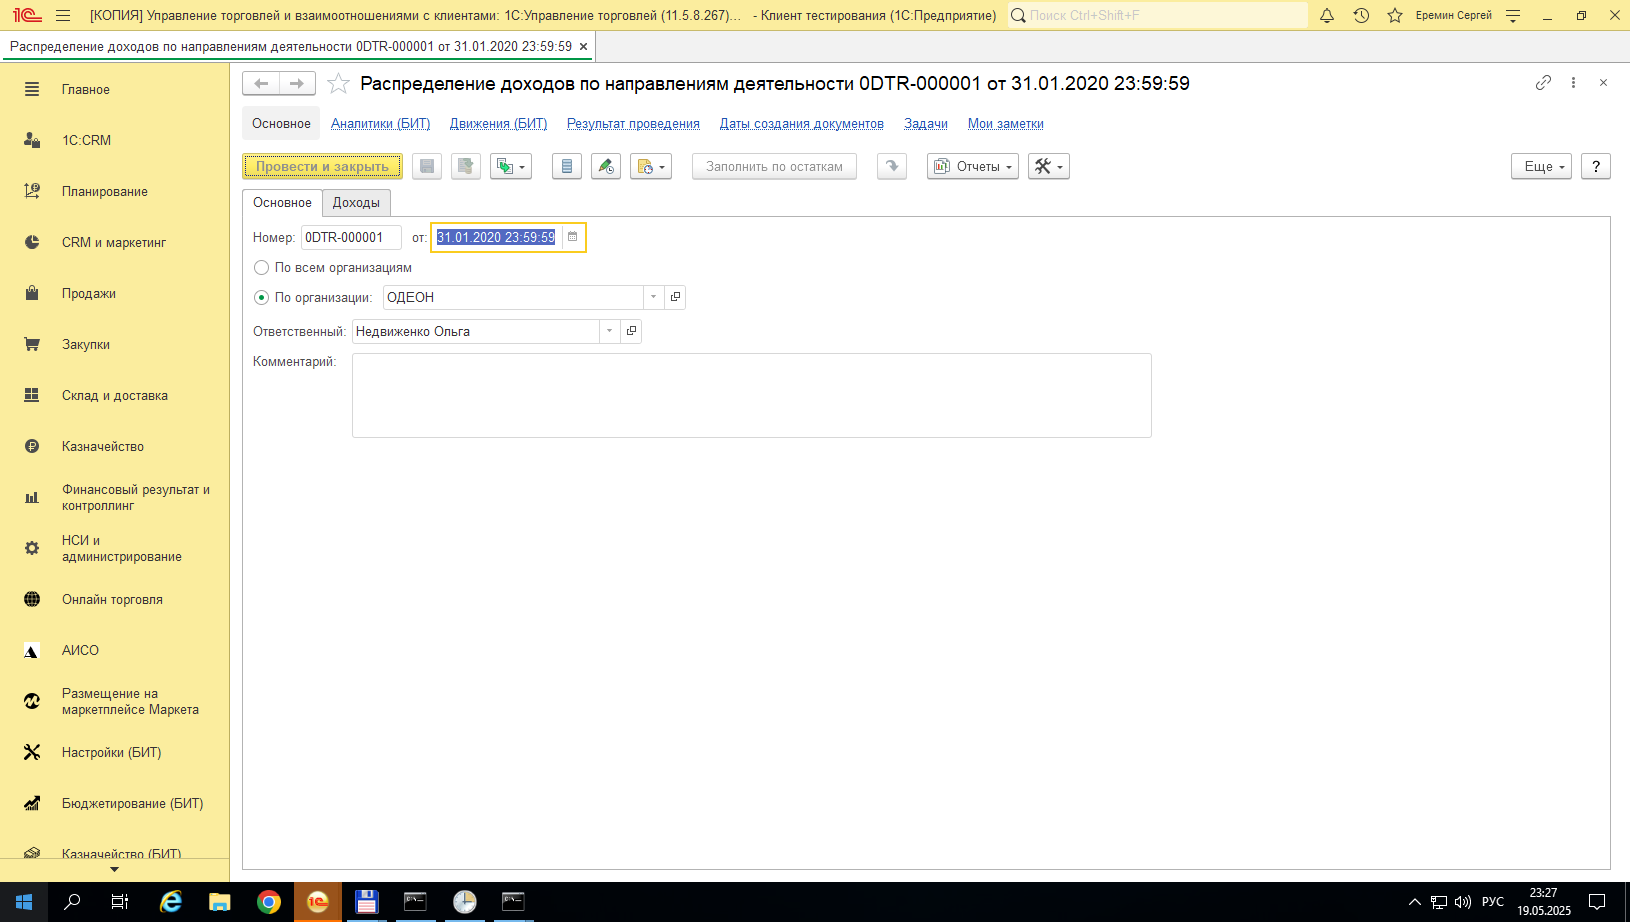 [КОПИЯ] Управление торговлей и взаимоотношениями с клиентами: 1С:Управление торговлей (11.5.8.267)... - Клиент тестирования (1С:Предприятие)
Поиск Ctrl+Shift+F
Еремин Сергей
Распределение доходов по направлениям деятельности 0DTR-000001 от 31.01.2020 23:59:59
Главное
1С:CRM
Планирование
CRM и маркетинг
Продажи
Закупки
Склад и доставка
Казначейство
Финансовый результат и
контроллинг
НСИ и
администрирование
Онлайн торговля
АИСО
Размещение на
маркетплейсе Маркета
Настройки (БИТ)
Бюджетирование (БИТ)
Казначейство (БИТ)
Распределение доходов по направлениям деятельности 0DTR-000001 от 31.01.2020 23:59:59
Основное Аналитики (БИТ) Движения (БИТ) Результат проведения Даты создания документов Задачи Мои заметки
Провести и закрыть Заполнить по остаткам Отчеты Еще ?
Основное Доходы
Номер: 0DTR-000001 от: 31.01.2020 23:59:59
По всем организациям
По организации: ОДЕОН
Ответственный: Недвиженко Ольга
Комментарий:
РУС
23:27
19.05.2025